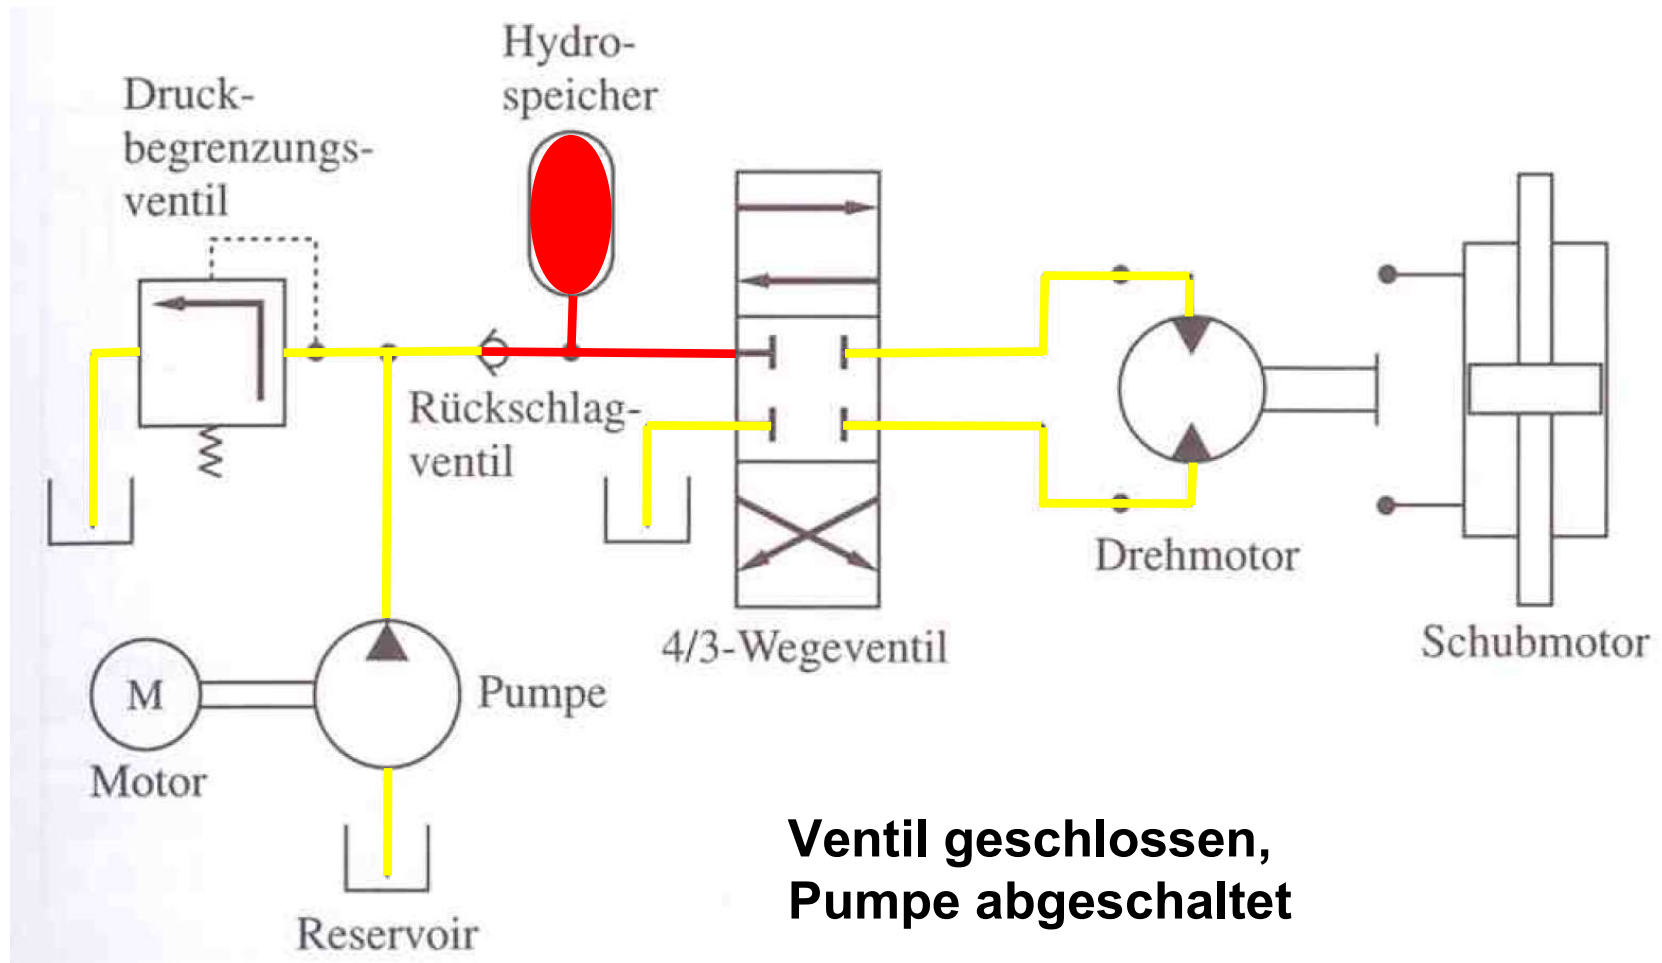 Hydro-
speicher
Druck-
begrenzungs-
ventil
Rückschlag-
ventil
Drehmotor
4/3-Wegeventil
Schubmotor
M
Pumpe
Motor
Reservoir
Ventil geschlossen,
Pumpe abgeschaltet